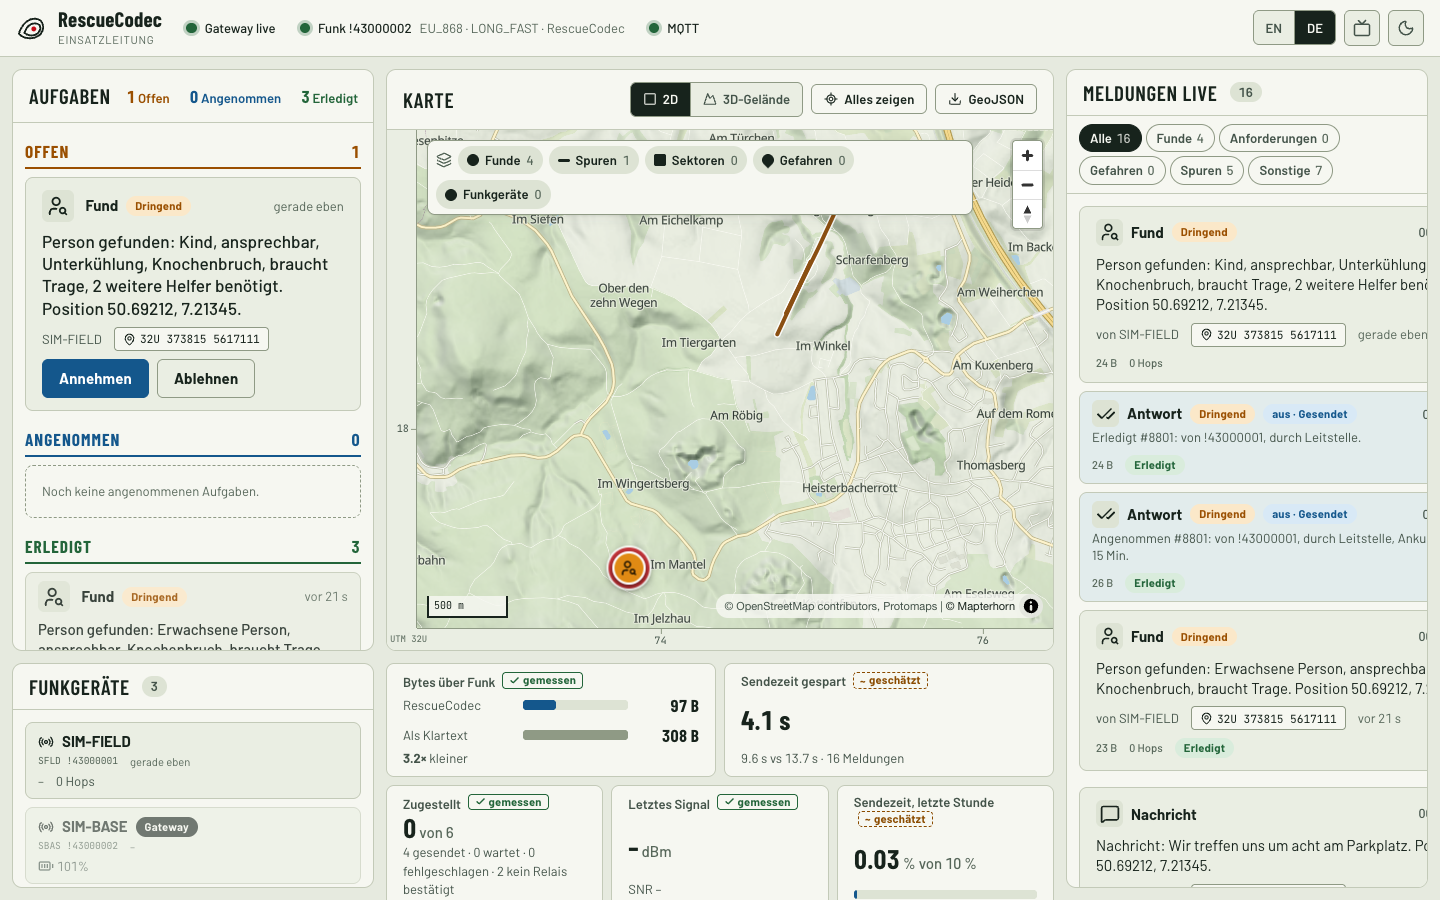 RescueCodec
EINSATZLEITUNG
Gateway live
Funk !43000002 EU_868 · LONG_FAST · RescueCodec
MQTT
EN DE
AUFGABEN 1 Offen 0 Angenommen 3 Erledigt
OFFEN 1
Fund Dringend gerade eben
Person gefunden: Kind, ansprechbar,
Unterkühlung, Knochenbruch, braucht
Trage, 2 weitere Helfer benötigt.
Position 50.69212, 7.21345.
SIM-FIELD 32U 373815 5617111
Annehmen Ablehnen
ANGENOMMEN 0
Noch keine angenommenen Aufgaben.
ERLEDIGT 3
Fund Dringend vor 21 s
Person gefunden: Erwachsene Person,
ansprechbar, Knochenbruch, braucht Trage.
FUNKGERÄTE 3
SIM-FIELD
SFLD !43000001 gerade eben
– 0 Hops
SIM-BASE Gateway
SBAS !43000002 –
101%
KARTE
2D 3D-Gelände Alles zeigen GeoJSON
Am Türchen
Funde 4 Spuren 1 Sektoren 0 Gefahren 0
Funkgeräte 0
Im Siefen
Am Eichelkamp
Scharfenberg
Im Back
Am Weiherchen
Ober den
zehn Wegen
Im Tiergarten
Im Winkel
Am Kuxenberg
Am Röbig
Auf dem Rome
18
Im Wingertsberg
Thomasberg
Heisterbacherrott
bahn
Im Mantel
Am Eselsweg
500 m
© OpenStreetMap contributors, Protomaps | © Mapterhorn
Im Jelzhau
UTM 32U
74
76
Bytes über Funk gemessen
RescueCodec 97 B
Als Klartext 308 B
3.2× kleiner
Sendezeit gespart ~ geschätzt
4.1 s
9.6 s vs 13.7 s · 16 Meldungen
Zugestellt gemessen
0 von 6
4 gesendet · 0 wartet · 0
fehlgeschlagen · 2 kein Relais
bestätigt
Letztes Signal gemessen
– dBm
SNR –
Sendezeit, letzte Stunde
~ geschätzt
0.03 % von 10 %
MELDUNGEN LIVE 16
Alle 16 Funde 4 Anforderungen 0
Gefahren 0 Spuren 5 Sonstige 7
Fund Dringend
Person gefunden: Kind, ansprechbar, Unterkühlung
Knochenbruch, braucht Trage, 2 weitere Helfer benö
Position 50.69212, 7.21345.
von SIM-FIELD 32U 373815 5617111 gerade eben
24 B 0 Hops
Antwort Dringend aus · Gesendet
Erledigt #8801: von !43000001, durch Leitstelle.
24 B Erledigt
Antwort Dringend aus · Gesendet
Angenommen #8801: von !43000001, durch Leitstelle, Anku
15 Min.
26 B Erledigt
Fund Dringend
Person gefunden: Erwachsene Person, ansprechba
Knochenbruch, braucht Trage. Position 50.69212, 7.2
von SIM-FIELD 32U 373815 5617111 vor 21 s
23 B 0 Hops Erledigt
Nachricht
Nachricht: Wir treffen uns um acht am Parkplatz. Po
50.69212, 7.21345.